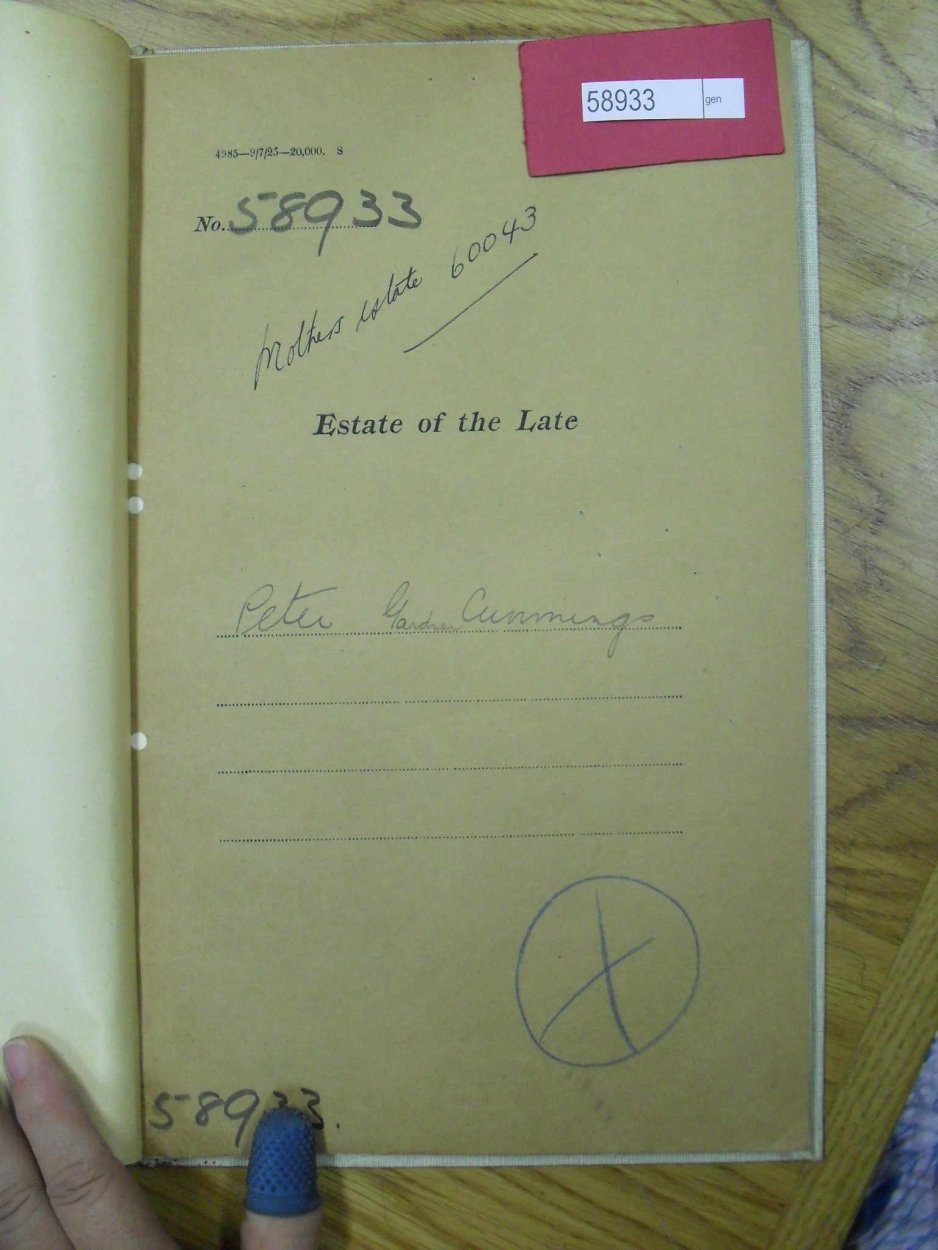 58933 gen
4985—9/7/25—20,000. S
No. 58933
Mothers estate 60043
Estate of the Late
Peter Gardner Cummings
X
58933.